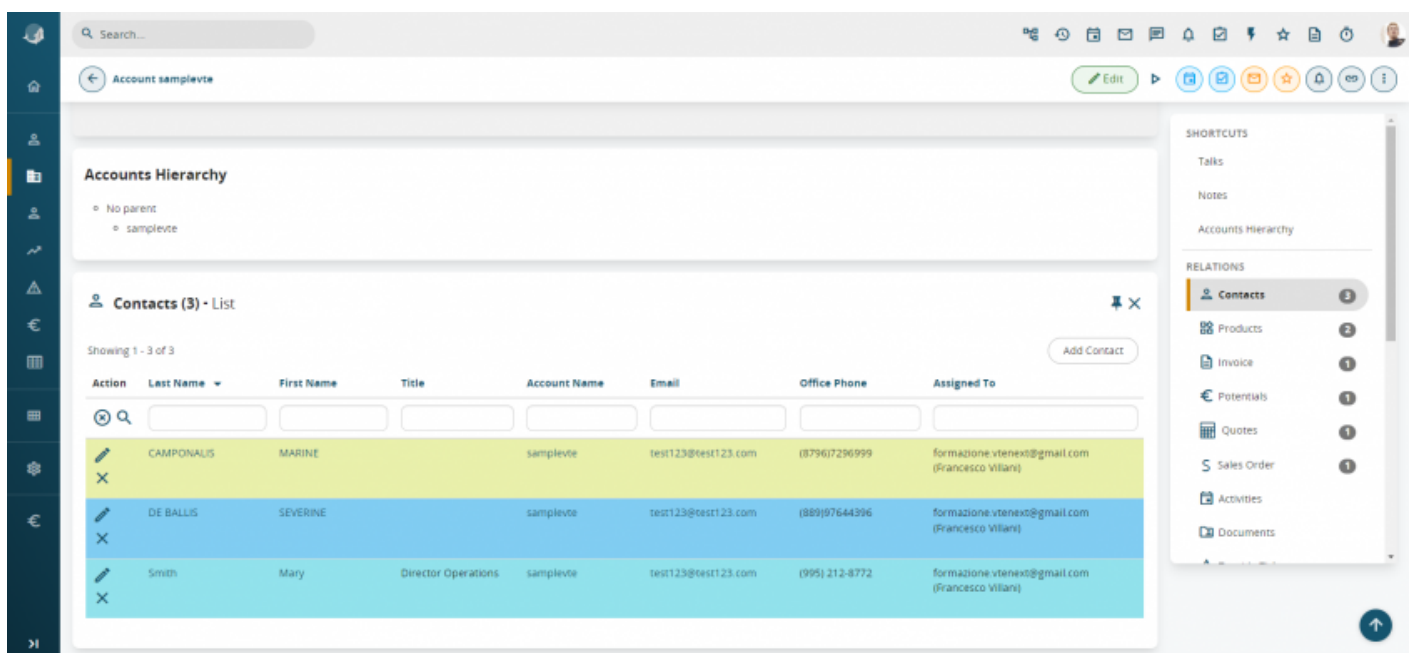 Search...
Account samplevte
Edit
Accounts Hierarchy
No parent
samplevte
Contacts (3) • List
Showing 1 - 3 of 3
Add Contact
Action Last Name First Name Title Account Name Email Office Phone Assigned To
CAMPONALIS MARINE samplevte test123@test123.com (8796)7296999 formazione.vtenext@gmail.com
(Francesco Villani)
DE BALLIS SEVERINE samplevte test123@test123.com (889)97644396 formazione.vtenext@gmail.com
(Francesco Villani)
Smith Mary Director Operations samplevte test123@test123.com (995) 212-8772 formazione.vtenext@gmail.com
(Francesco Villani)
SHORTCUTS
Talks
Notes
Accounts Hierarchy
RELATIONS
Contacts 3
Products 2
Invoice 1
Potentials 1
Quotes 1
Sales Order 1
Activities
Documents